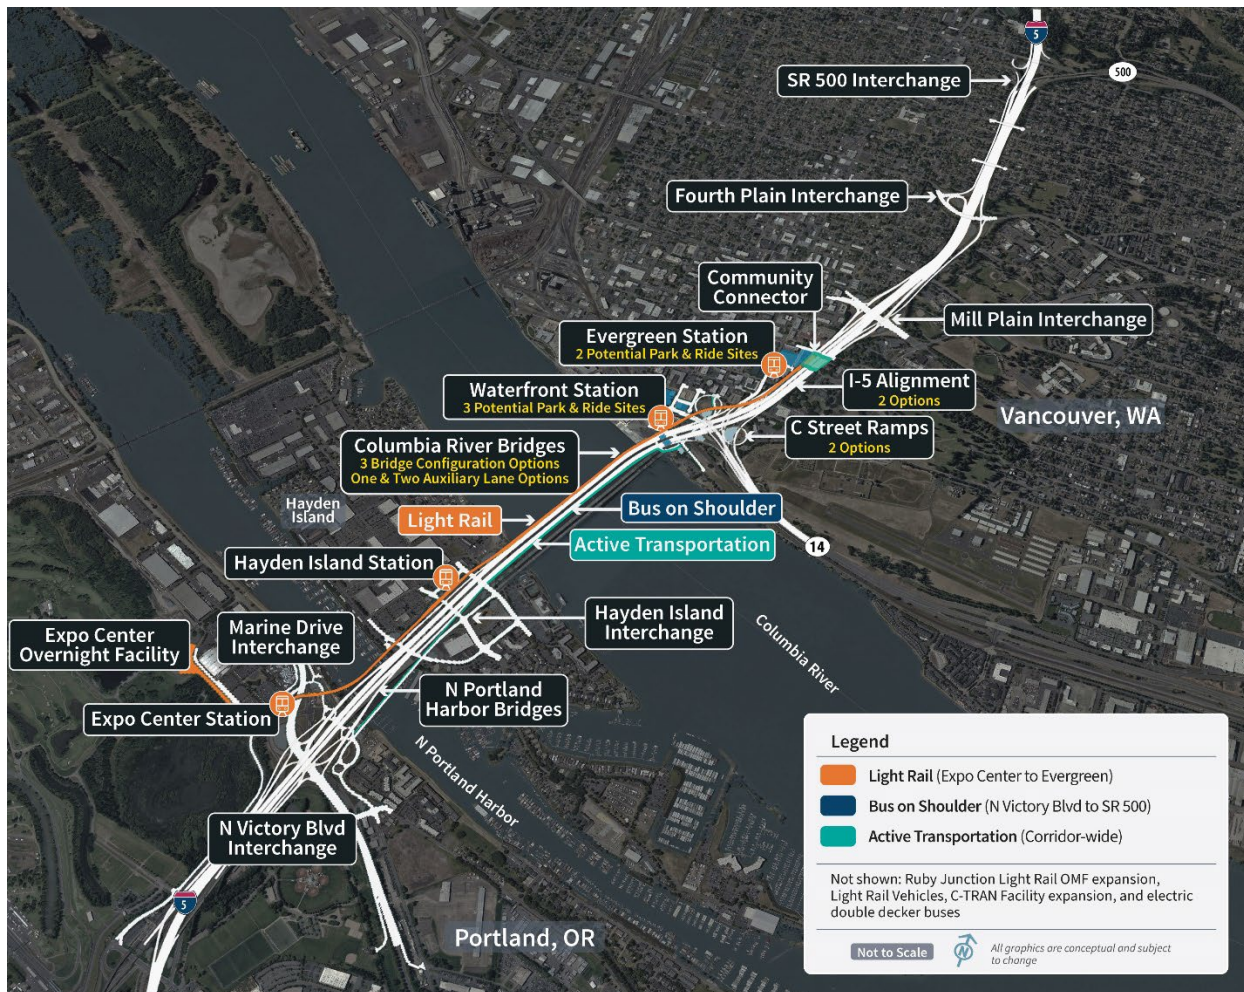 5
SR 500 Interchange
500
Fourth Plain Interchange
Community
Connector
Mill Plain Interchange
Evergreen Station
2 Potential Park & Ride Sites
I-5 Alignment
2 Options
Waterfront Station
3 Potential Park & Ride Sites
Vancouver, WA
C Street Ramps
2 Options
Columbia River Bridges
3 Bridge Configuration Options
One & Two Auxiliary Lane Options
Hayden
Island
Light Rail
Bus on Shoulder
Active Transportation
14
Hayden Island Station
Hayden Island
Interchange
Columbia River
Marine Drive
Interchange
Expo Center
Overnight Facility
N Portland
Harbor Bridges
Expo Center Station
N Portland Harbor
N Victory Blvd
Interchange
5
Portland, OR
Legend
Light Rail (Expo Center to Evergreen)
Bus on Shoulder (N Victory Blvd to SR 500)
Active Transportation (Corridor-wide)
Not shown: Ruby Junction Light Rail OMF expansion,
Light Rail Vehicles, C-TRAN Facility expansion, and electric
double decker buses
Not to Scale
N
All graphics are conceptual and subject
to change